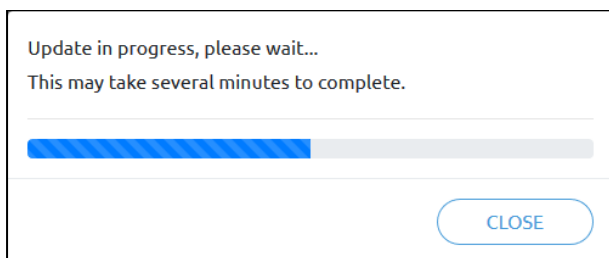 Update in progress, please wait...
This may take several minutes to complete.
CLOSE